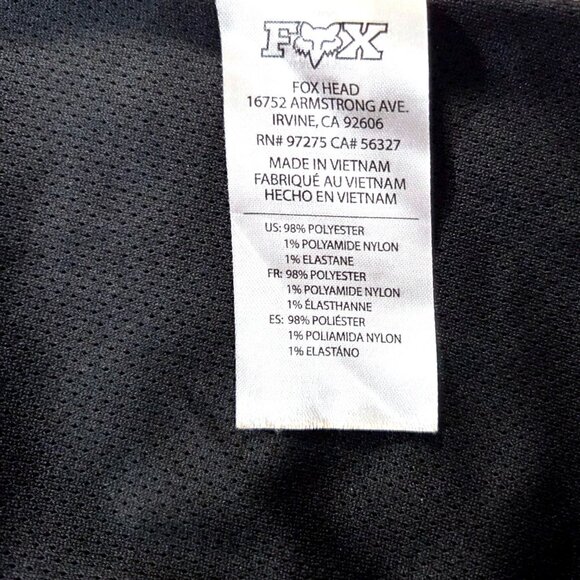 FOX
FOX HEAD
16752 ARMSTRONG AVE.
IRVINE, CA 92606
RN# 97275 CA# 56327
MADE IN VIETNAM
FABRIQUÉ AU VIETNAM
HECHO EN VIETNAM
US: 98% POLYESTER
1% POLYAMIDE NYLON
1% ELASTANE
FR: 98% POLYESTER
1% POLYAMIDE NYLON
1% ÉLASTHANNE
ES: 98% POLIÉSTER
1% POLIAMIDA NYLON
1% ELASTÁNO